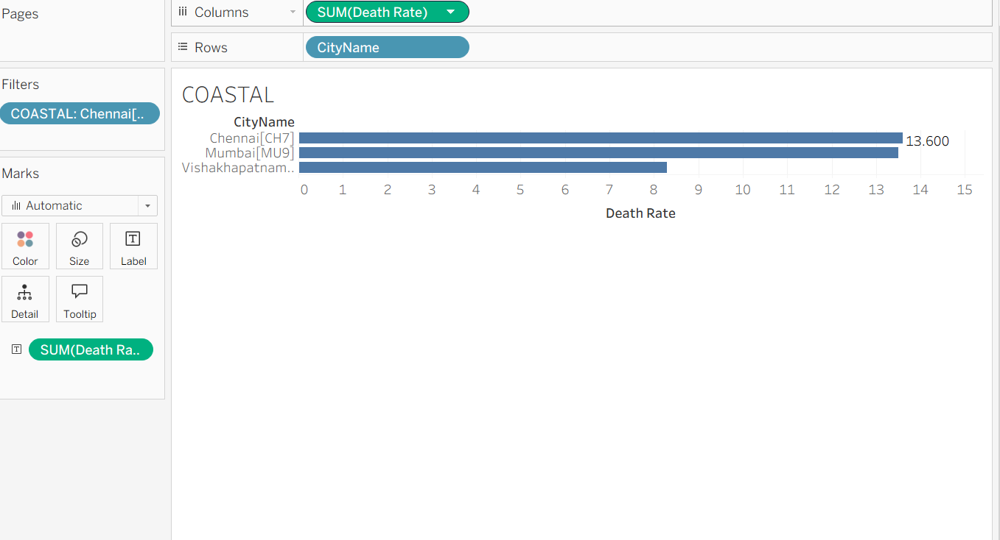 Pages
Columns
SUM(Death Rate)
Rows
CityName
Filters
COASTAL: Chennai[..
Marks
Automatic
Color
Size
Label
Detail
Tooltip
SUM(Death Ra..
COASTAL
CityName
Chennai[CH7]
13.600
Mumbai[MU9]
Vishakhapatnam..
0 1 2 3 4 5 6 7 8 9 10 11 12 13 14 15
Death Rate